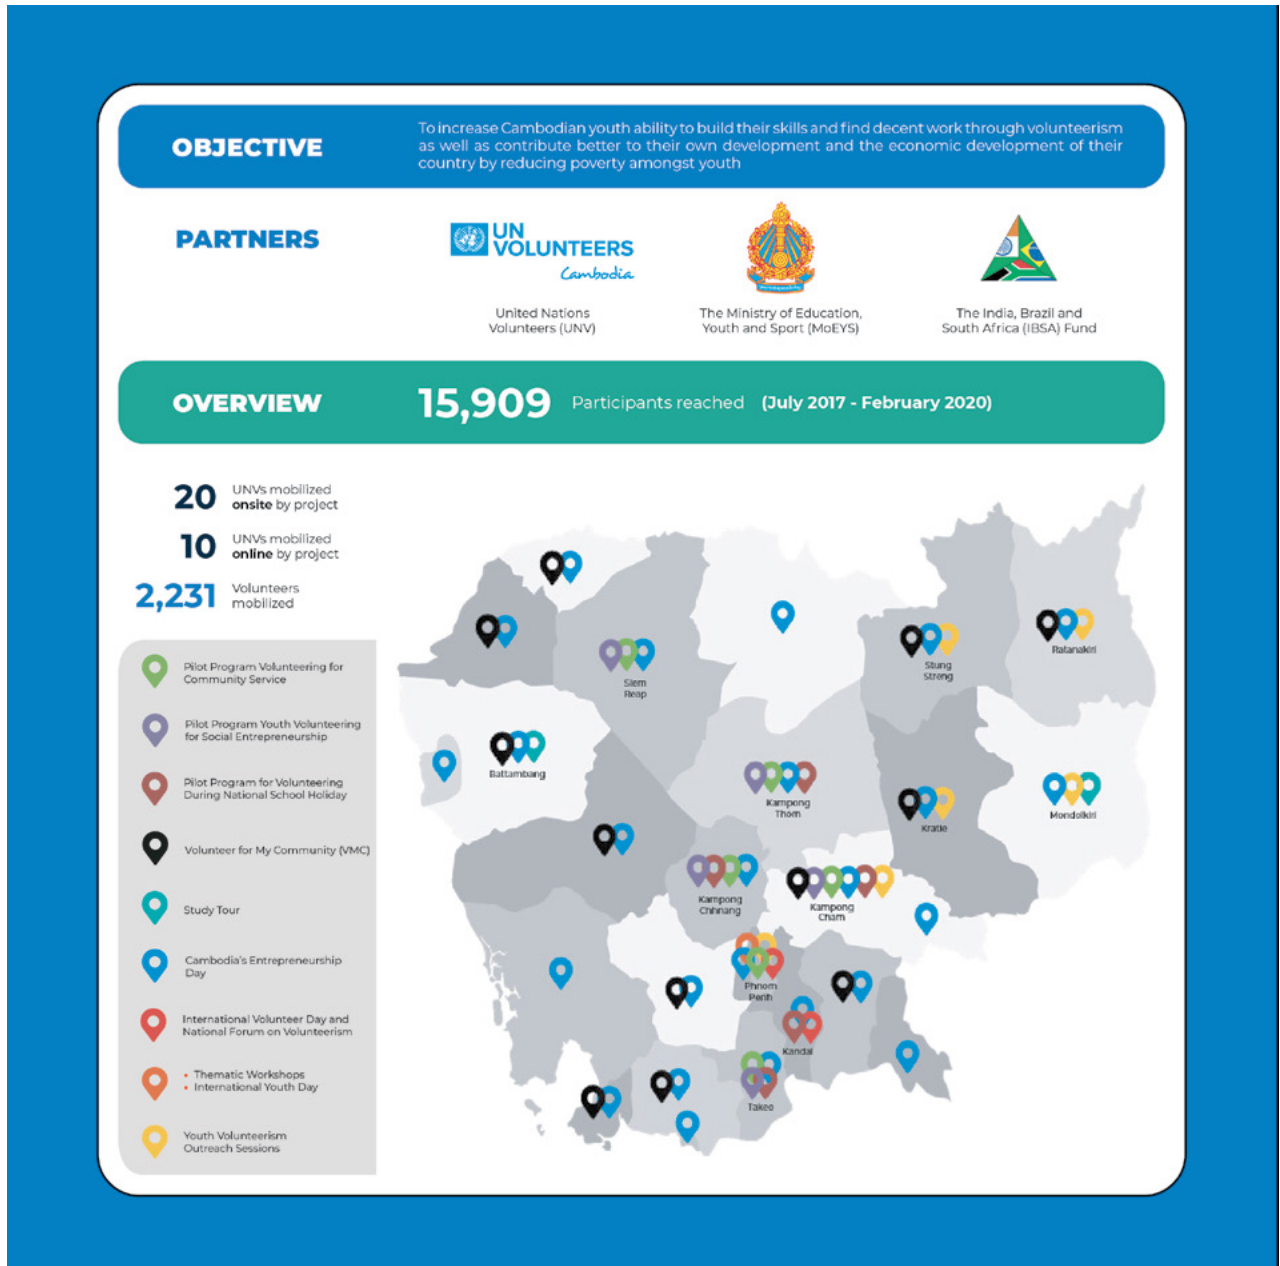 OBJECTIVE
To increase Cambodian youth ability to build their skills and find decent work through volunteerism
as well as contribute better to their own development and the economic development of their
country by reducing poverty amongst youth
PARTNERS
UN
VOLUNTEERS
Cambodia
United Nations
Volunteers (UNV)
The Ministry of Education,
Youth and Sport (MoEYS)
The India, Brazil and
South Africa (IBSA) Fund
OVERVIEW
15,909 Participants reached (July 2017 - February 2020)
20 UNVs mobilized
onsite by project
10 UNVs mobilized
online by project
2,231 Volunteers
mobilized
Pilot Program Volunteering for
Community Service
Pilot Program Youth Volunteering
for Social Entrepreneurship
Pilot Program for Volunteering
During National School Holiday
Volunteer for My Community (VMC)
Study Tour
Cambodia's Entrepreneurship
Day
International Volunteer Day and
National Forum on Volunteerism
• Thematic Workshops
• International Youth Day
Youth Volunteerism
Outreach Sessions
Siem
Reap
Stung
Streng
Ratanakiri
Battambang
Kampong
Thom
Kratie
Mondolkiri
Kampong
Chhnang
Kampong
Cham
Phnom
Penh
Kandal
Takeo